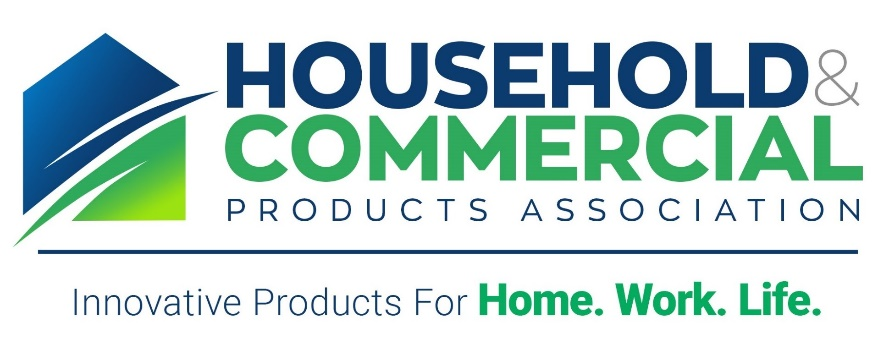 HOUSEHOLD&
COMMERCIAL
PRODUCTS ASSOCIATION
Innovative Products For Home. Work. Life.